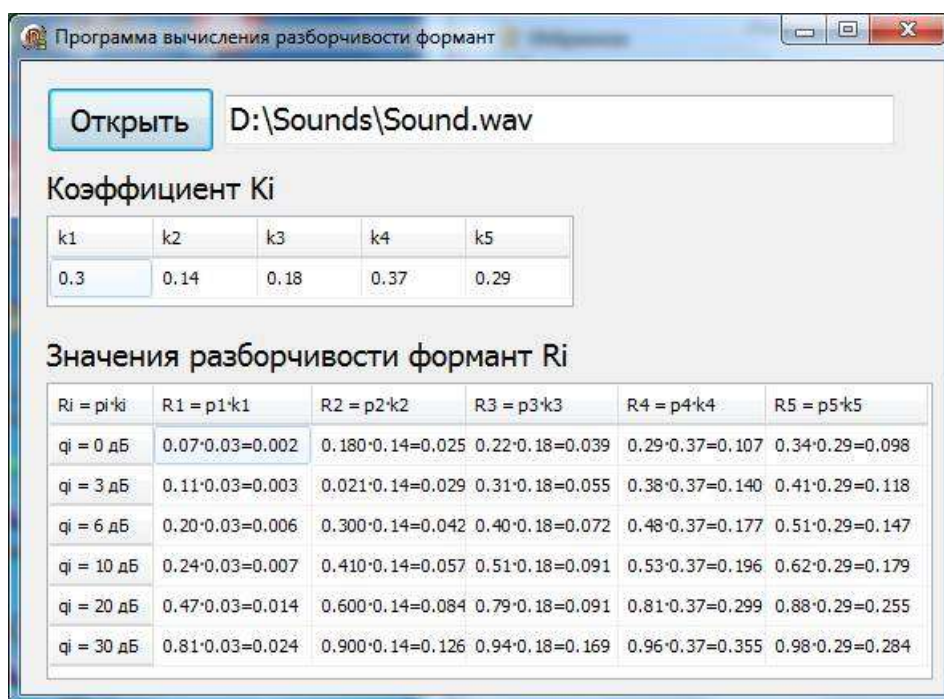 Программа вычисления разборчивости формант
Открыть D:\Sounds\Sound.wav
Коэффициент Ki
k1 k2 k3 k4 k5
0.3 0.14 0.18 0.37 0.29
Значения разборчивости формант Ri
Ri = pi*ki R1 = p1*k1 R2 = p2*k2 R3 = p3*k3 R4 = p4*k4 R5 = p5*k5
qi = 0 дБ 0.07*0.03=0.002 0.180*0.14=0.025 0.22*0.18=0.039 0.29*0.37=0.107 0.34*0.29=0.098
qi = 3 дБ 0.11*0.03=0.003 0.021*0.14=0.029 0.31*0.18=0.055 0.38*0.37=0.140 0.41*0.29=0.118
qi = 6 дБ 0.20*0.03=0.006 0.300*0.14=0.042 0.40*0.18=0.072 0.48*0.37=0.177 0.51*0.29=0.147
qi = 10 дБ 0.24*0.03=0.007 0.410*0.14=0.057 0.51*0.18=0.091 0.53*0.37=0.196 0.62*0.29=0.179
qi = 20 дБ 0.47*0.03=0.014 0.600*0.14=0.084 0.79*0.18=0.091 0.81*0.37=0.299 0.88*0.29=0.255
qi = 30 дБ 0.81*0.03=0.024 0.900*0.14=0.126 0.94*0.18=0.169 0.96*0.37=0.355 0.98*0.29=0.284